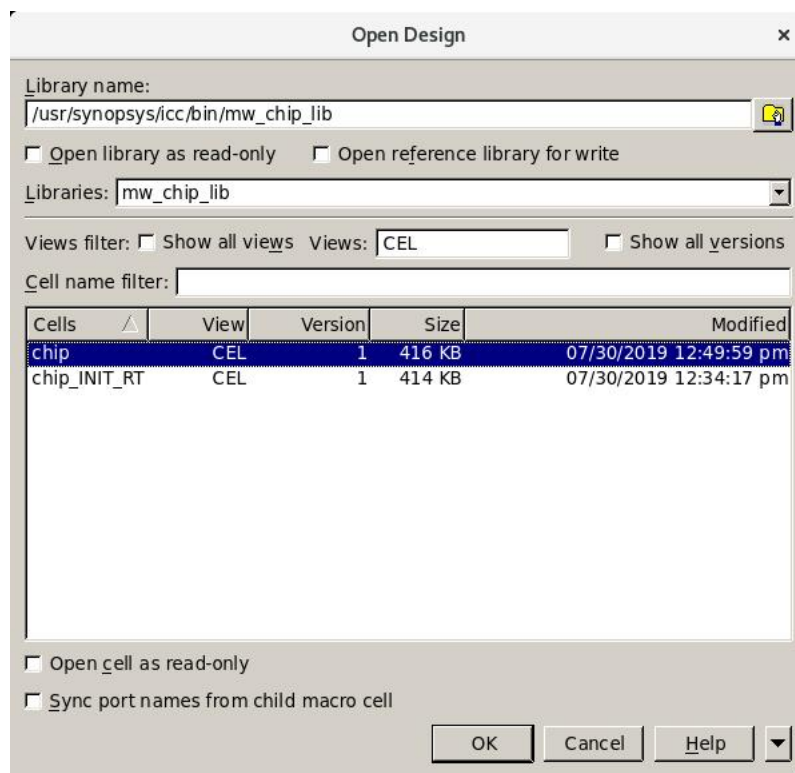 Open Design
Library name:
/usr/synopsys/icc/bin/mw_chip_lib
Open library as read-only Open reference library for write
Libraries: mw_chip_lib
Views filter: Show all views Views: CEL Show all versions
Cell name filter:
Cells View Version Size Modified
chip CEL 1 416 KB 07/30/2019 12:49:59 pm
chip_INIT_RT CEL 1 414 KB 07/30/2019 12:34:17 pm
Open cell as read-only
Sync port names from child macro cell
OK Cancel Help